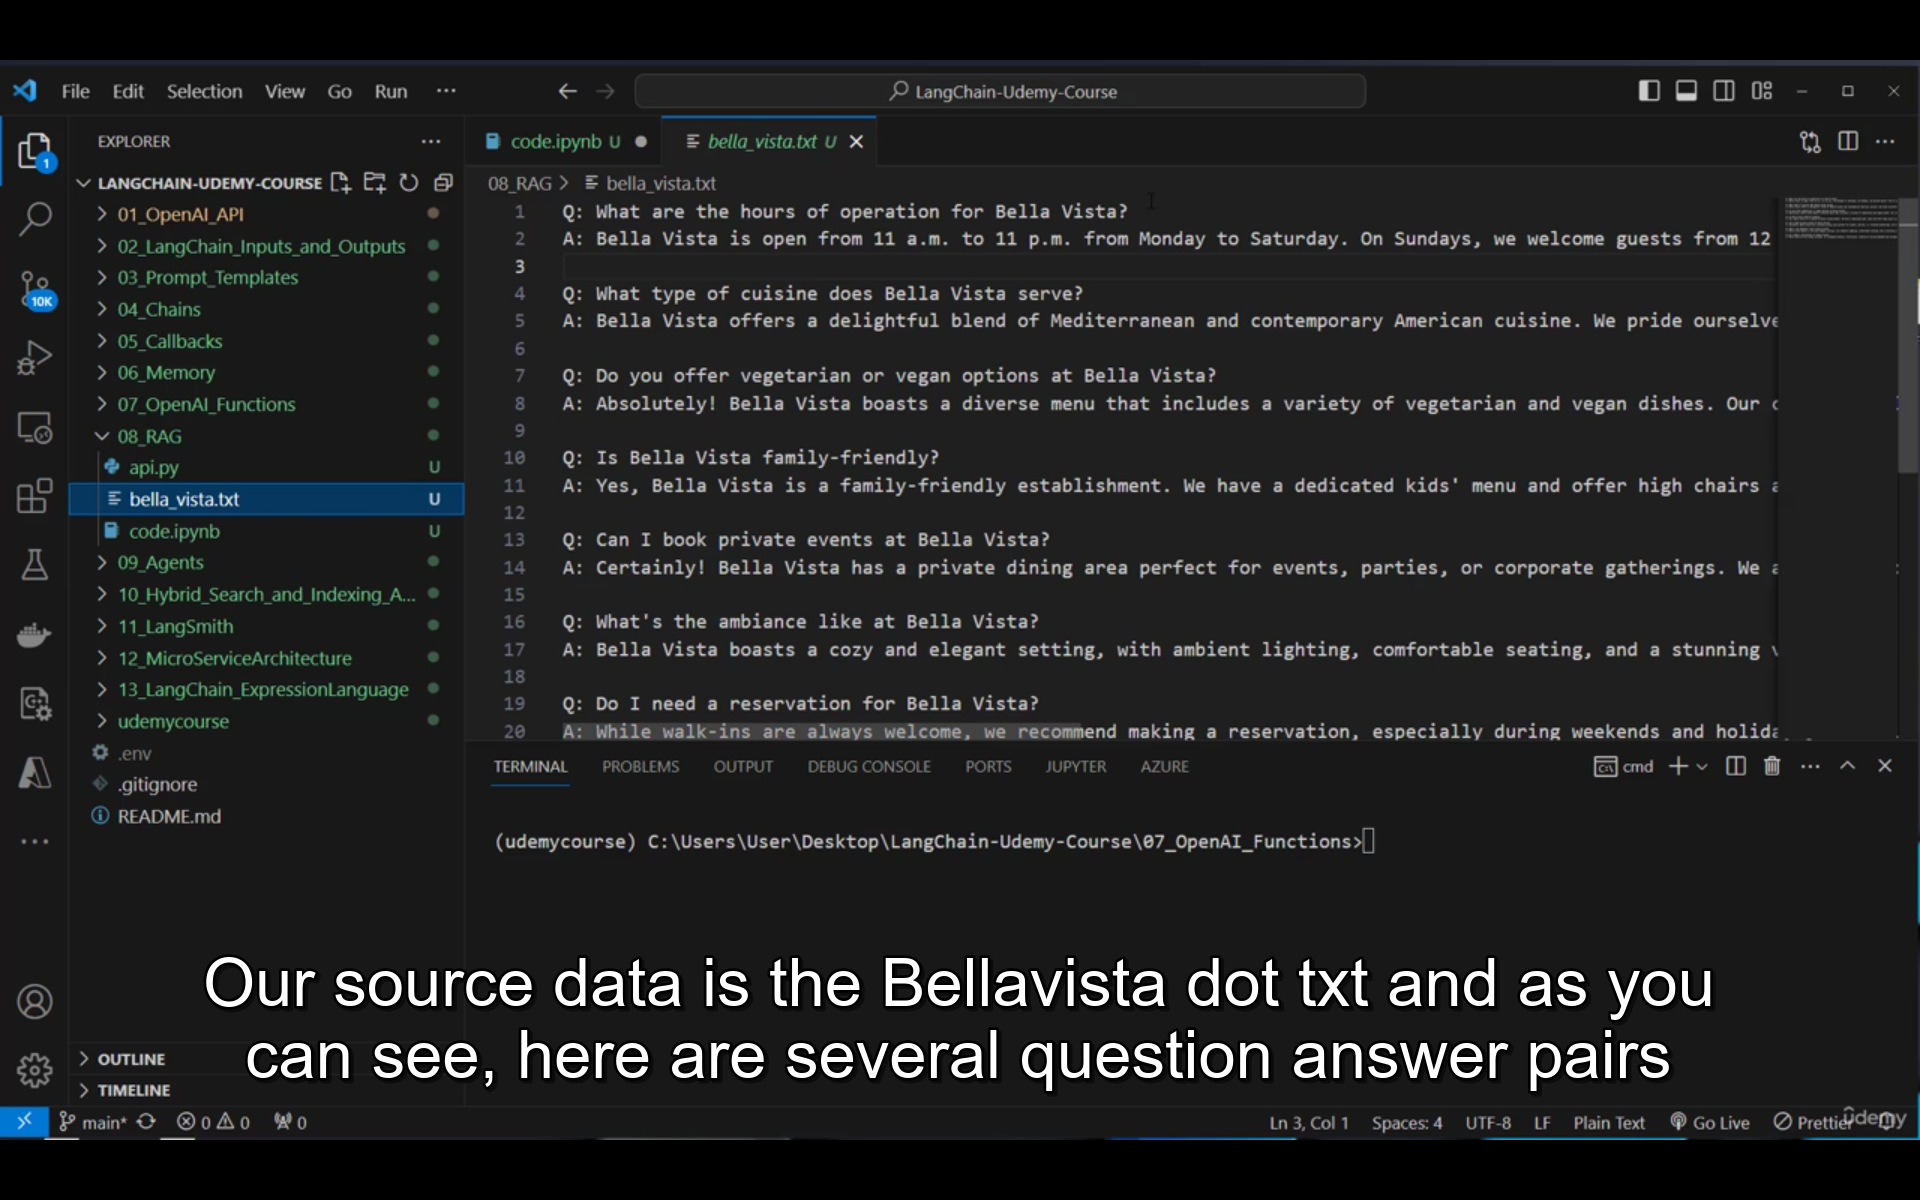 File Edit Selection View Go Run ···
LangChain-Udemy-Course
EXPLORER
code.ipynb U
bella_vista.txt U
LANGCHAIN-UDEMY-COURSE
08_RAG > bella_vista.txt
1
01_OpenAI_API
02_LangChain_Inputs_and_Outputs
03_Prompt_Templates
04_Chains
05_Callbacks
06_Memory
07_OpenAI_Functions
08_RAG
api.py U
bella_vista.txt U
code.ipynb U
09_Agents
10_Hybrid_Search_and_Indexing_A...
11_LangSmith
12_MicroServiceArchitecture
13_LangChain_ExpressionLanguage
udemycourse
.env
.gitignore
README.md
10K
1 Q: What are the hours of operation for Bella Vista?
2 A: Bella Vista is open from 11 a.m. to 11 p.m. from Monday to Saturday. On Sundays, we welcome guests from 12
3
4 Q: What type of cuisine does Bella Vista serve?
5 A: Bella Vista offers a delightful blend of Mediterranean and contemporary American cuisine. We pride ourselve
6
7 Q: Do you offer vegetarian or vegan options at Bella Vista?
8 A: Absolutely! Bella Vista boasts a diverse menu that includes a variety of vegetarian and vegan dishes. Our
9
10 Q: Is Bella Vista family-friendly?
11 A: Yes, Bella Vista is a family-friendly establishment. We have a dedicated kids' menu and offer high chairs
12
13 Q: Can I book private events at Bella Vista?
14 A: Certainly! Bella Vista has a private dining area perfect for events, parties, or corporate gatherings. We
15
16 Q: What's the ambiance like at Bella Vista?
17 A: Bella Vista boasts a cozy and elegant setting, with ambient lighting, comfortable seating, and a stunning
18
19 Q: Do I need a reservation for Bella Vista?
20 A: While walk-ins are always welcome, we recommend making a reservation, especially during weekends and holida
TERMINAL PROBLEMS OUTPUT DEBUG CONSOLE PORTS JUPYTER AZURE
cmd
(udemycourse) C:\Users\User\Desktop\LangChain-Udemy-Course\07_OpenAI_Functions>
Our source data is the Bellavista dot txt and as you
can see, here are several question answer pairs
OUTLINE
TIMELINE
main* 0 0 0
Ln 3, Col 1 Spaces: 4 UTF-8 LF Plain Text Go Live Prettier
udemy